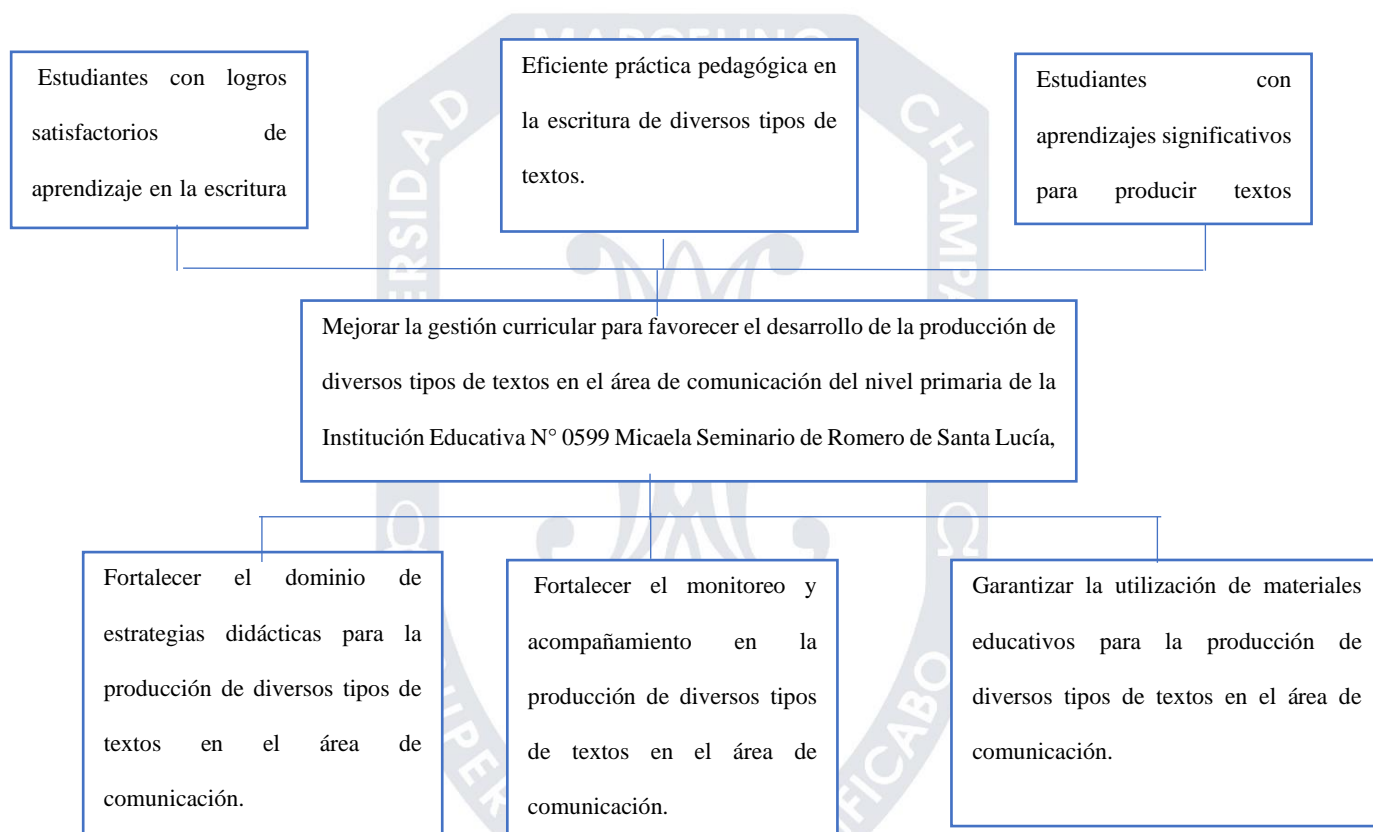 MARCELINO
CHAMPA
ERSIDAD
Estudiantes con logros
satisfactorios de
aprendizaje en la escritura
Eficiente práctica pedagógica en
la escritura de diversos tipos de
textos.
Estudiantes con
aprendizajes significativos
para producir textos
Mejorar la gestión curricular para favorecer el desarrollo de la producción de
diversos tipos de textos en el área de comunicación del nivel primaria de la
Institución Educativa N° 0599 Micaela Seminario de Romero de Santa Lucía,
Fortalecer el dominio de
estrategias didácticas para la
producción de diversos tipos de
textos en el área de
comunicación.
Fortalecer el monitoreo y
acompañamiento en la
producción de diversos tipos
de textos en el área de
comunicación.
Garantizar la utilización de materiales
educativos para la producción de
diversos tipos de textos en el área de
comunicación.